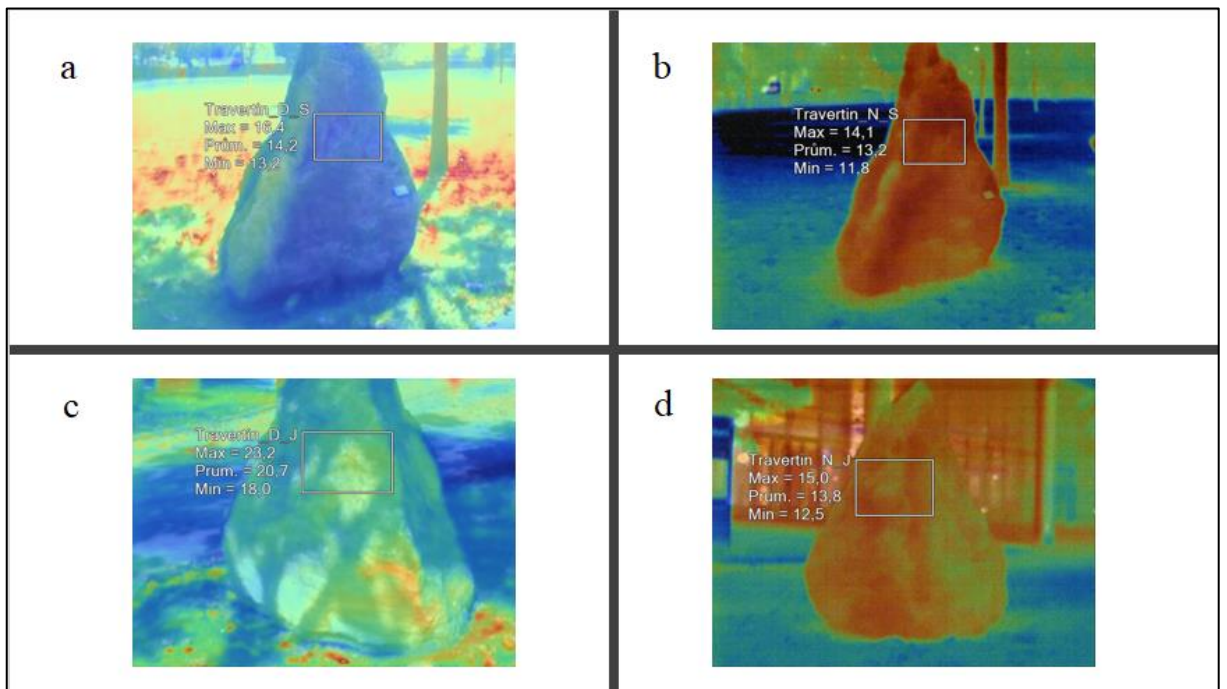 a
Travertin_D_S
Max = 16,4
Prům. = 14,2
Min = 13,2
b
Travertin_N_S
Max = 14,1
Prům. = 13,2
Min = 11,8
c
Travertin_D_J
Max = 23,2
Prům. = 20,7
Min = 18,0
d
Travertin_N_J
Max = 15,0
Prům. = 13,8
Min = 12,5